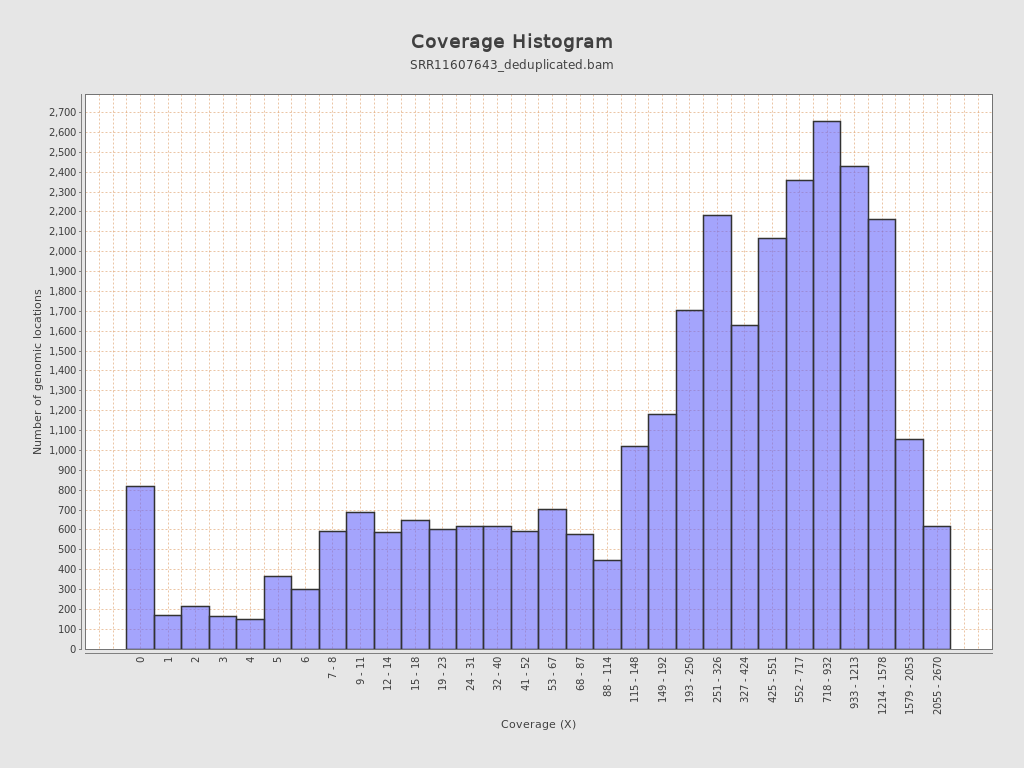 Coverage Histogram
SRR11607643_deduplicated.bam
Number of genomic locations
2,700
2,600
2,500
2,400
2,300
2,200
2,100
2,000
1,900
1,800
1,700
1,600
1,500
1,400
1,300
1,200
1,100
1,000
900
800
700
600
500
400
300
200
100
0
0
1
2
3
4
5
6
7 - 8
9 - 11
12 - 14
15 - 18
19 - 23
24 - 31
32 - 40
41 - 52
53 - 67
68 - 87
88 - 114
115 - 148
149 - 192
193 - 250
251 - 326
327 - 424
425 - 551
552 - 717
718 - 932
933 - 1213
1214 - 1578
1579 - 2053
2055 - 2670
Coverage (X)